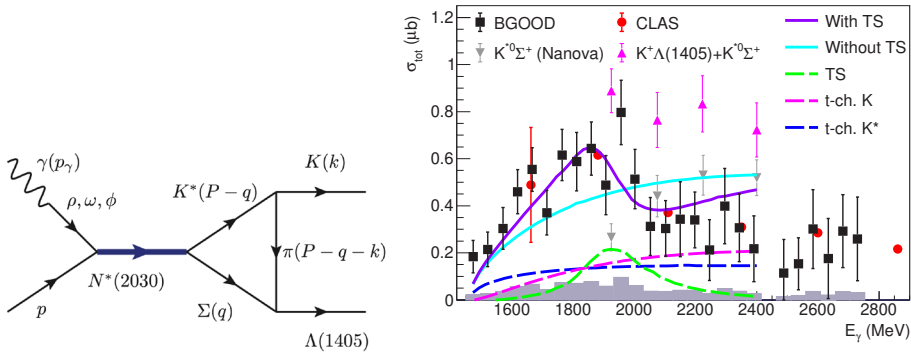 γ(p_γ)
ρ, ω, ϕ
p
N*(2030)
K*(P − q)
Σ(q)
K(k)
π(P − q − k)
Λ(1405)
σ_tot (μb)
1.2
1
0.8
0.6
0.4
0.2
0
BGOOD
CLAS
K*⁰Σ⁺ (Nanova)
K⁺Λ(1405)+K*⁰Σ⁺
With TS
Without TS
TS
t-ch. K
t-ch. K*
1600 1800 2000 2200 2400 2600 2800
E_γ (MeV)